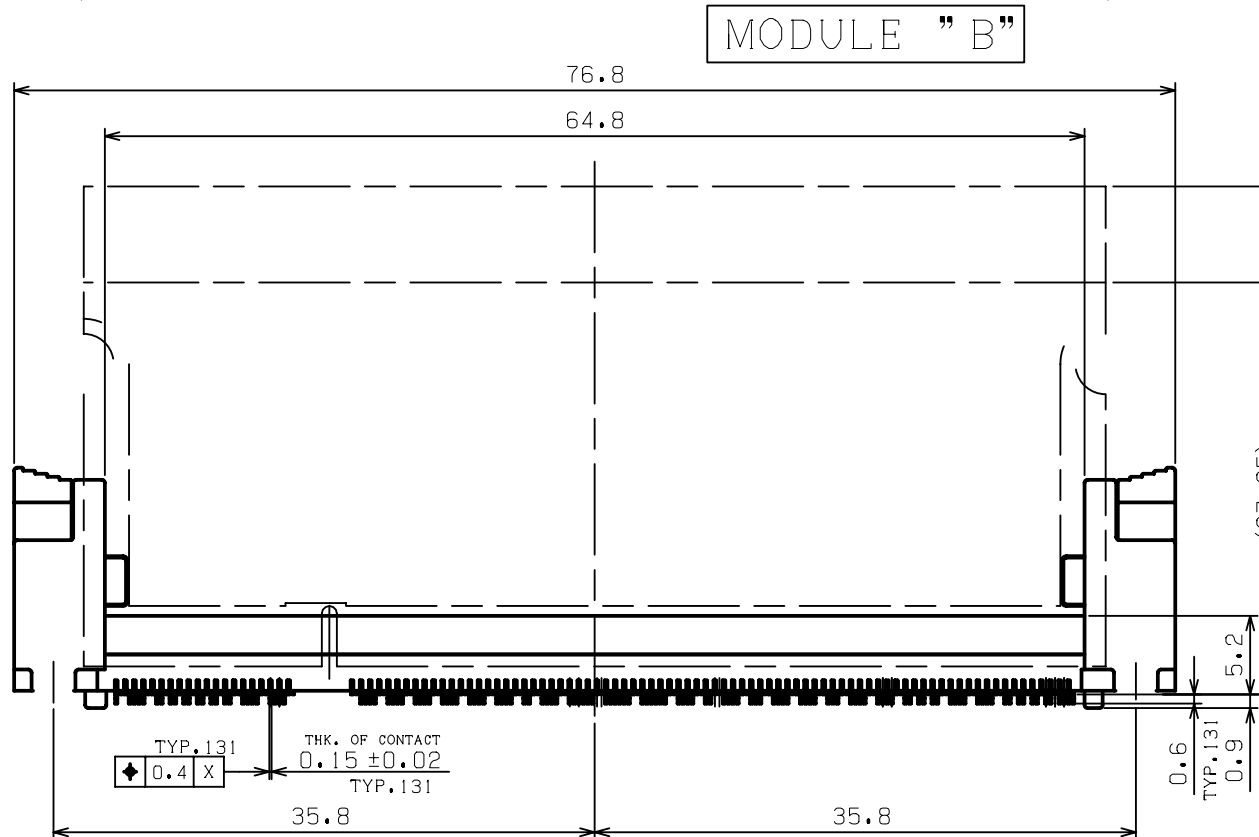 MODULE "B"
76.8
64.8
5.2
0.6
TYP.131
0.9
TYP.131
0.4 X
THK. OF CONTACT
0.15 ±0.02
TYP.131
35.8
35.8